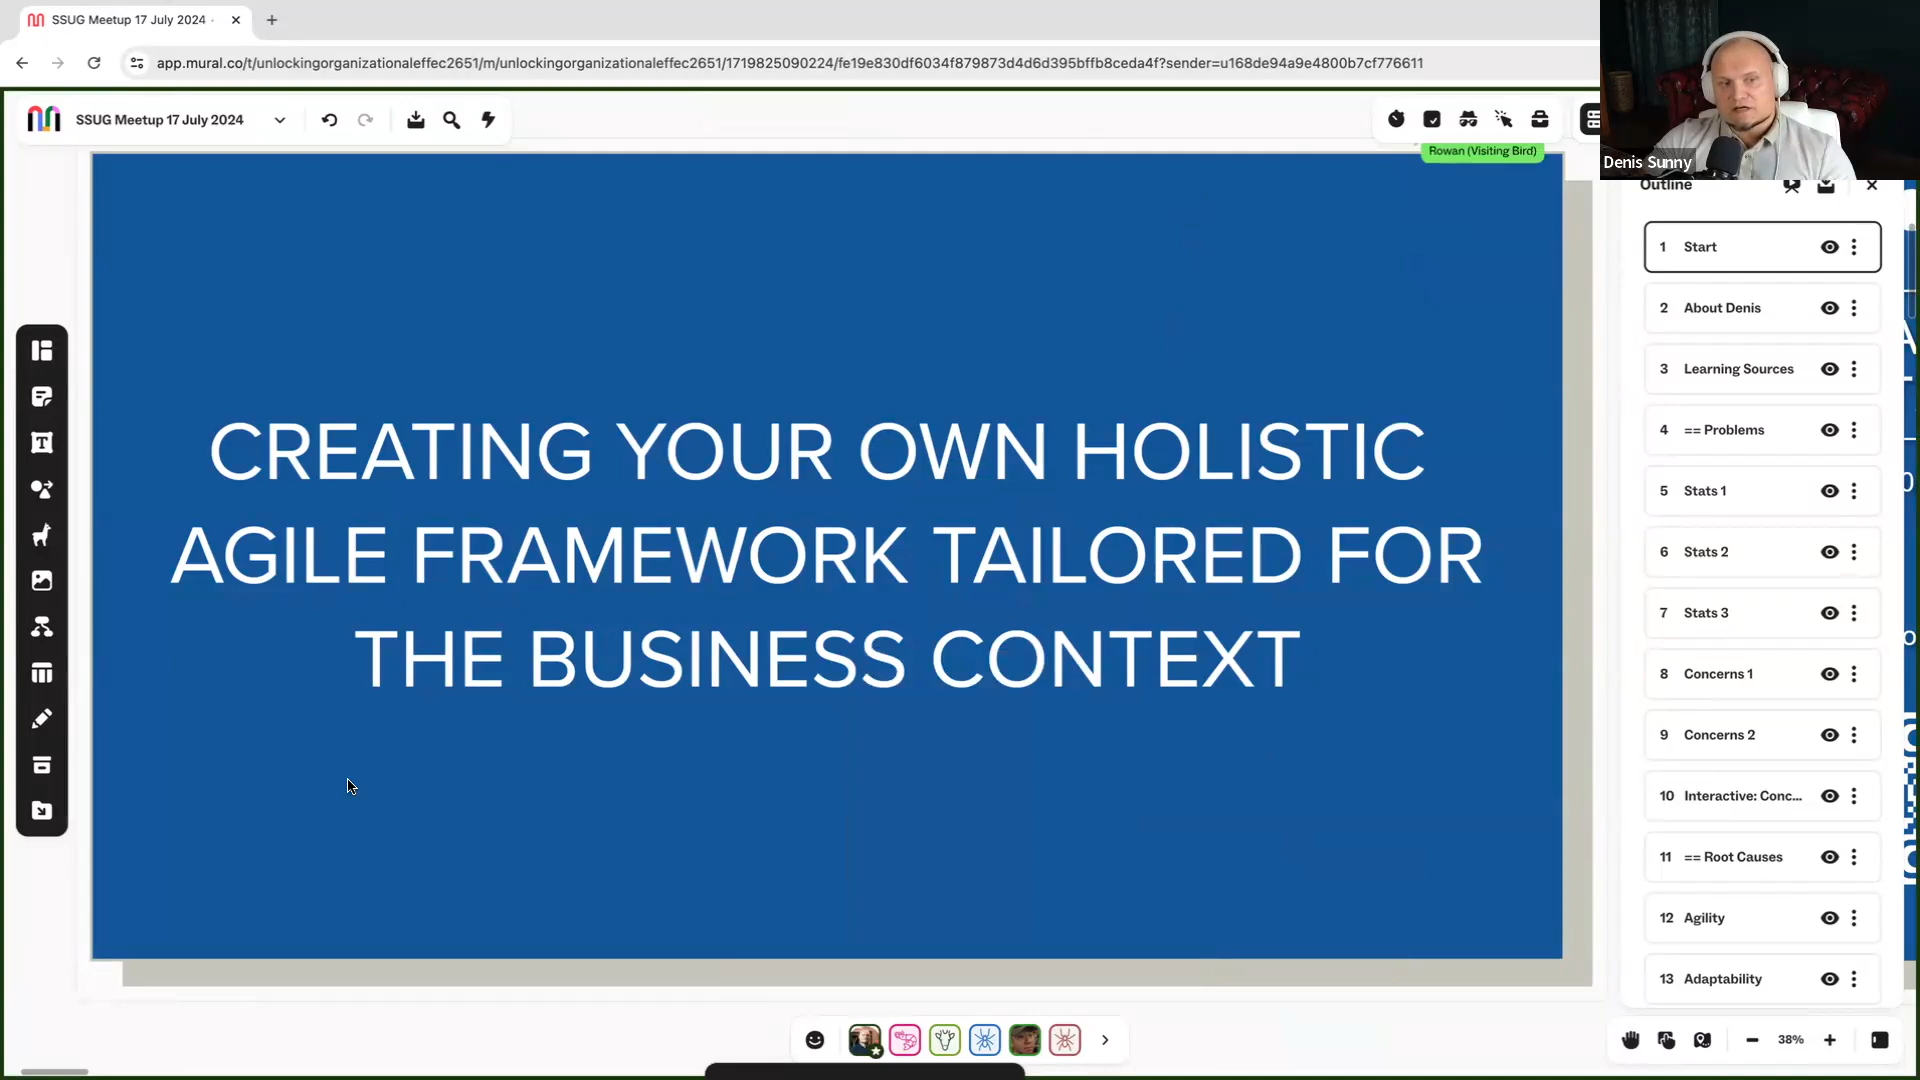 SSUG Meetup 17 July 2024
app.mural.co/t/unlockingorganizationaleffec2651/m/unlockingorganizationaleffec2651/1719825090224/fe19e830df6034f879873d4d6d395bffb8ceda4f?sender=u168de94a9e4800b7cf776611
SSUG Meetup 17 July 2024
Rowan (Visiting Bird)
Denis Sunny
CREATING YOUR OWN HOLISTIC
AGILE FRAMEWORK TAILORED FOR
THE BUSINESS CONTEXT
Outline
1 Start
2 About Denis
3 Learning Sources
4 == Problems
5 Stats 1
6 Stats 2
7 Stats 3
8 Concerns 1
9 Concerns 2
10 Interactive: Conc...
11 == Root Causes
12 Agility
13 Adaptability
38%